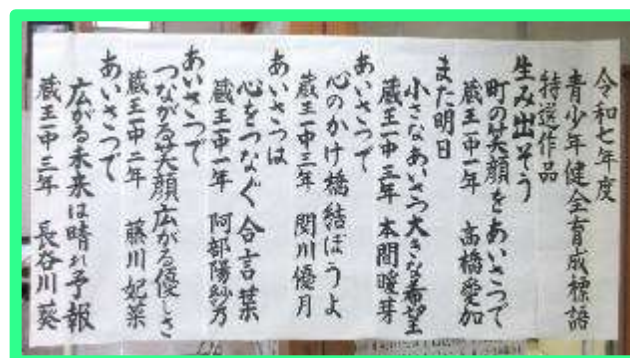 令和七年度
青少年健全育成標語
特選作品
生み出そう
町の笑顔をあいさつで
蔵王一中一年 高橋愛加
また明日
小さなあいさつ大きな希望
蔵王一中三年 本間暖芽
あいさつで
心のかけ橋結ぼうよ
蔵王一中三年 関川優月
あいさつは
心をつなぐ合言葉
蔵王一中一年 阿部陽紗乃
あいさつで
つながる笑顔広がる優しさ
蔵王一中二年 藤川妃菜
あいさつで
広がる未来は晴れ予報
蔵王一中三年 長谷川葵